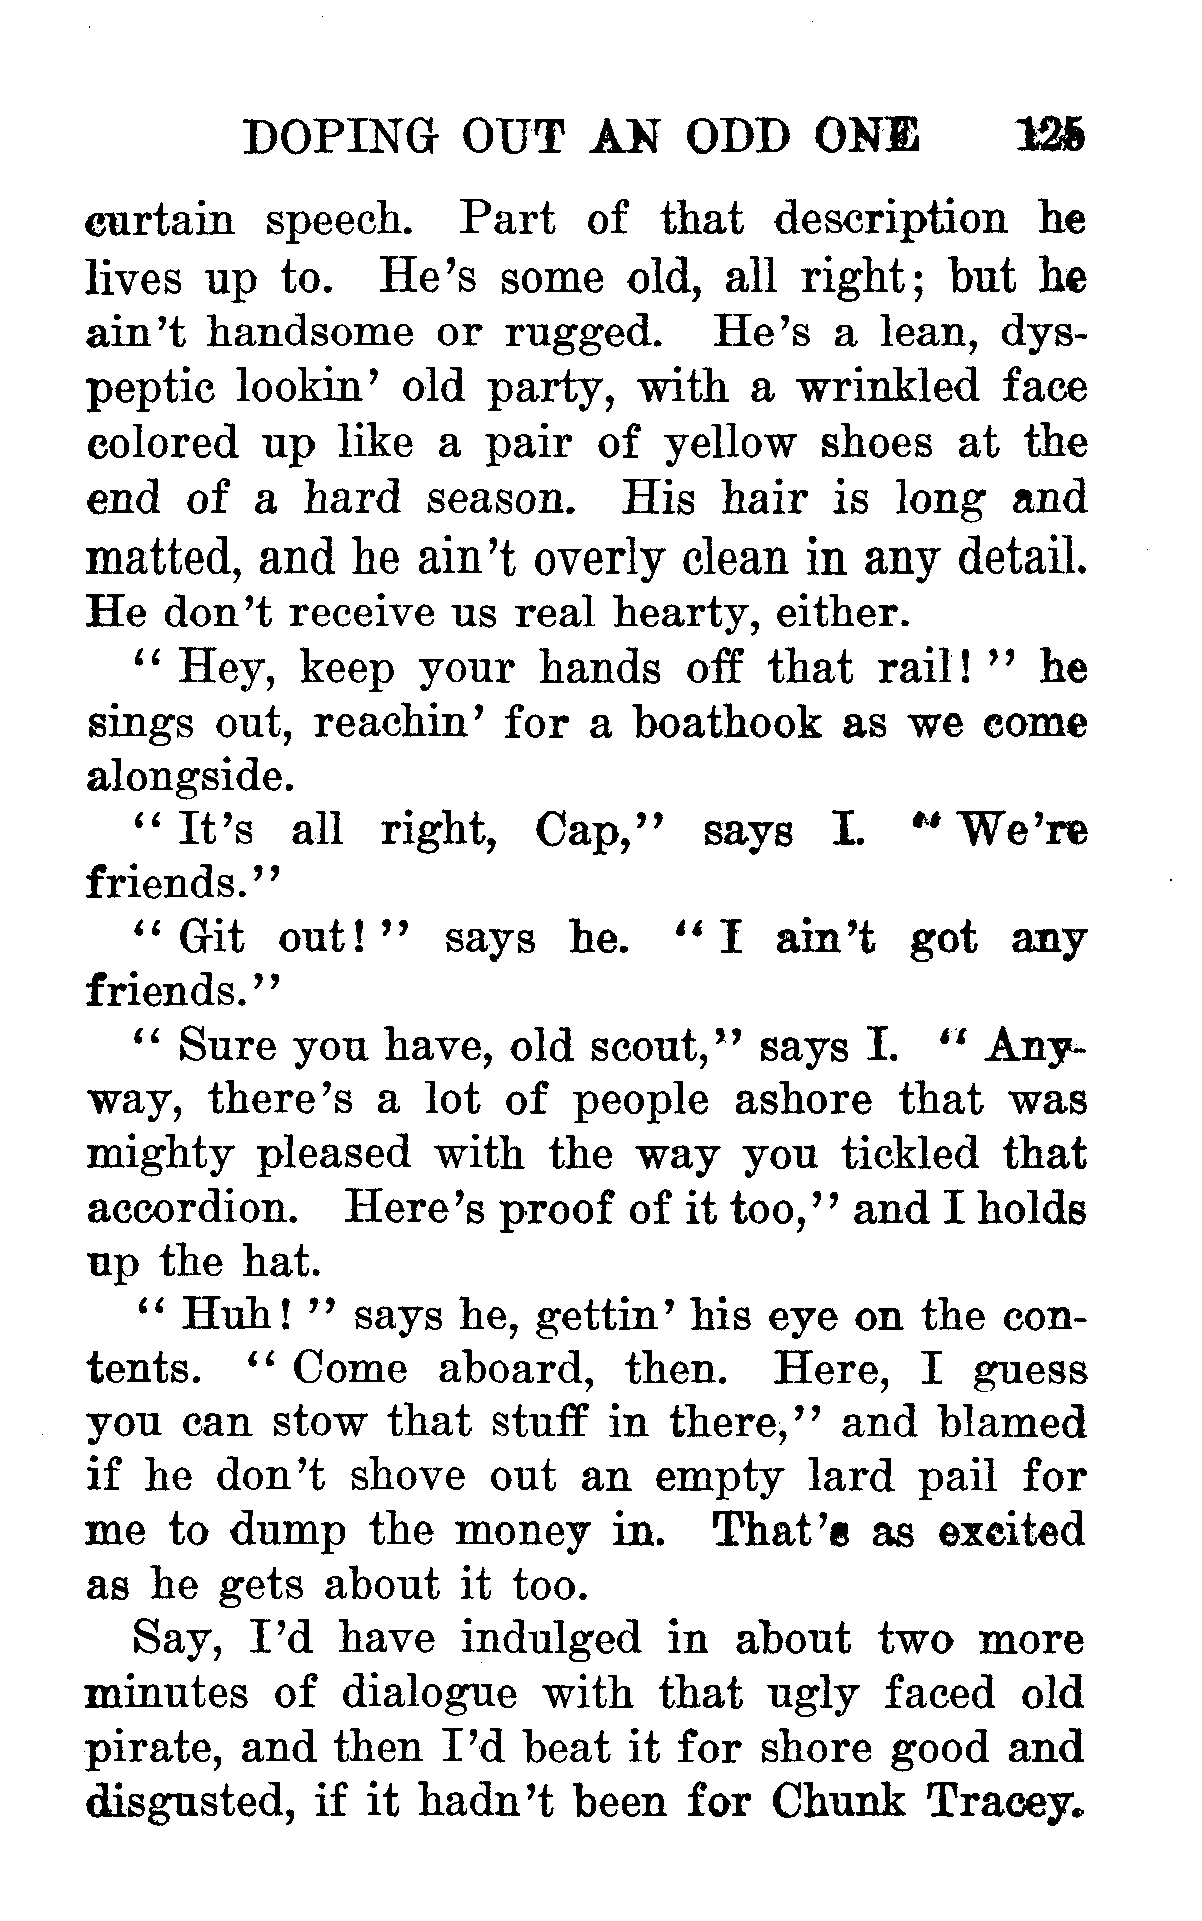 DOPING OUT AN ODD ONE 125
curtain speech. Part of that description he
lives up to. He's some old, all right; but he
ain't handsome or rugged. He's a lean, dys-
peptic lookin' old party, with a wrinkled face
colored up like a pair of yellow shoes at the
end of a hard season. His hair is long and
matted, and he ain't overly clean in any detail.
He don't receive us real hearty, either.
“ Hey, keep your hands off that rail! ” he
sings out, reachin' for a boathook as we come
alongside.
“ It's all right, Cap,” says I. “ We're
friends.”
“ Git out! ” says he. “ I ain't got any
friends.”
“ Sure you have, old scout,” says I. “ Any-
way, there's a lot of people ashore that was
mighty pleased with the way you tickled that
accordion. Here's proof of it too,” and I holds
up the hat.
“ Huh! ” says he, gettin' his eye on the con-
tents. “ Come aboard, then. Here, I guess
you can stow that stuff in there,” and blamed
if he don't shove out an empty lard pail for
me to dump the money in. That's as excited
as he gets about it too.
Say, I'd have indulged in about two more
minutes of dialogue with that ugly faced old
pirate, and then I'd beat it for shore good and
disgusted, if it hadn't been for Chunk Tracey.